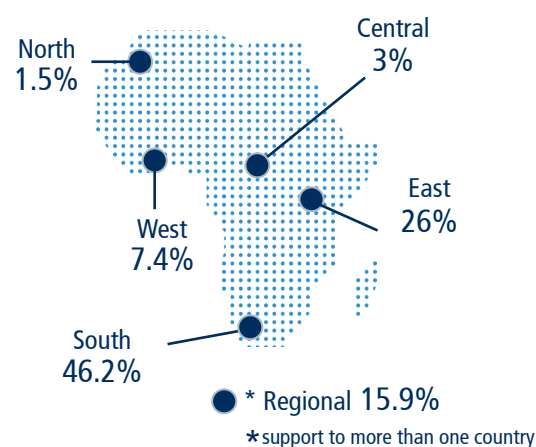 North
1.5%
Central
3%
East
26%
West
7.4%
South
46.2%
* Regional 15.9%
*support to more than one country